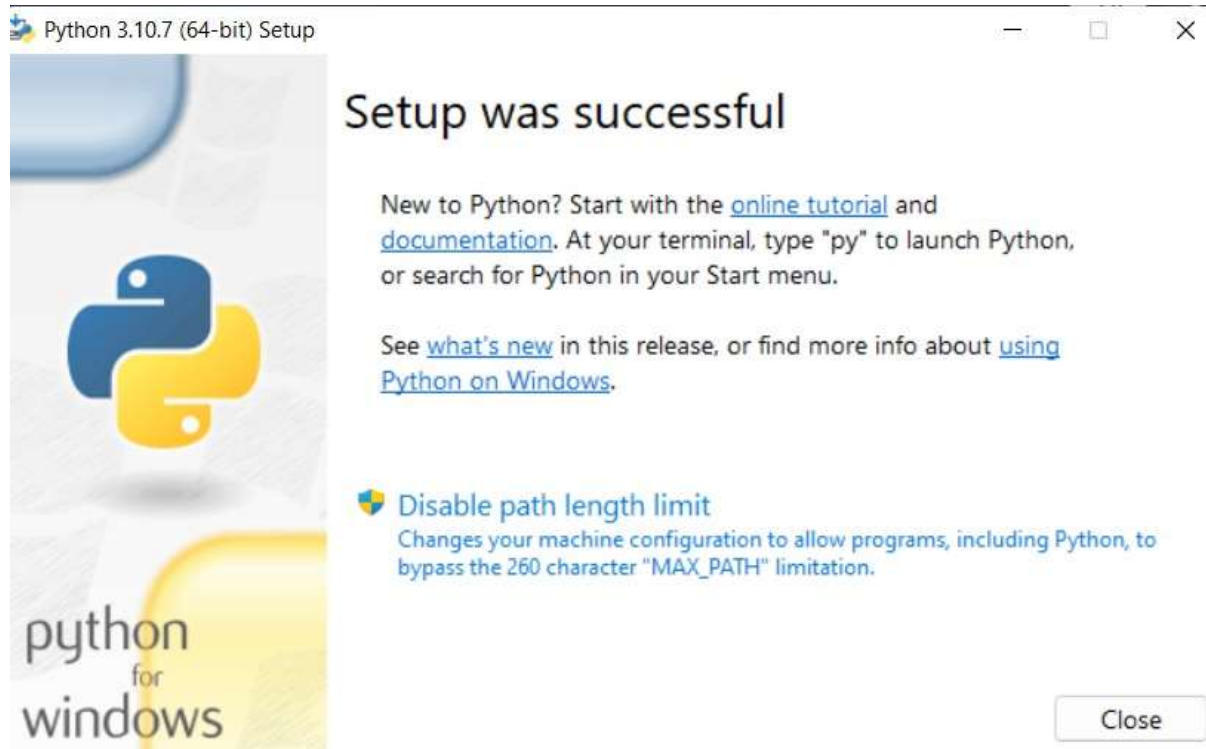 Python 3.10.7 (64-bit) Setup
Setup was successful
New to Python? Start with the online tutorial and
documentation. At your terminal, type "py" to launch Python,
or search for Python in your Start menu.
See what's new in this release, or find more info about using
Python on Windows.
Disable path length limit
Changes your machine configuration to allow programs, including Python, to
bypass the 260 character "MAX_PATH" limitation.
python
for
windows
Close